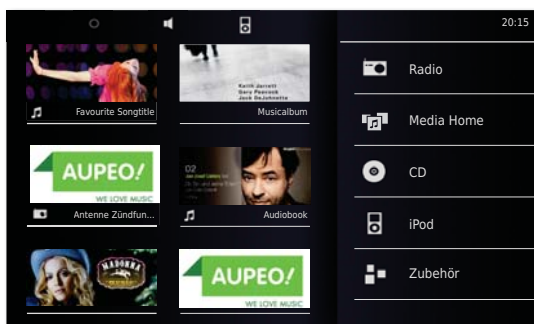 20:15
Favourite Songtitle
Keith Jarrett
Gary Peacock
Jack DeJohnette
Musicalbum
AUPEO!
WE LOVE MUSIC
Antenne Zündfun...
02
Audiobook
MADONNA
AUPEO!
WE LOVE MUSIC
Radio
Media Home
CD
iPod
Zubehör